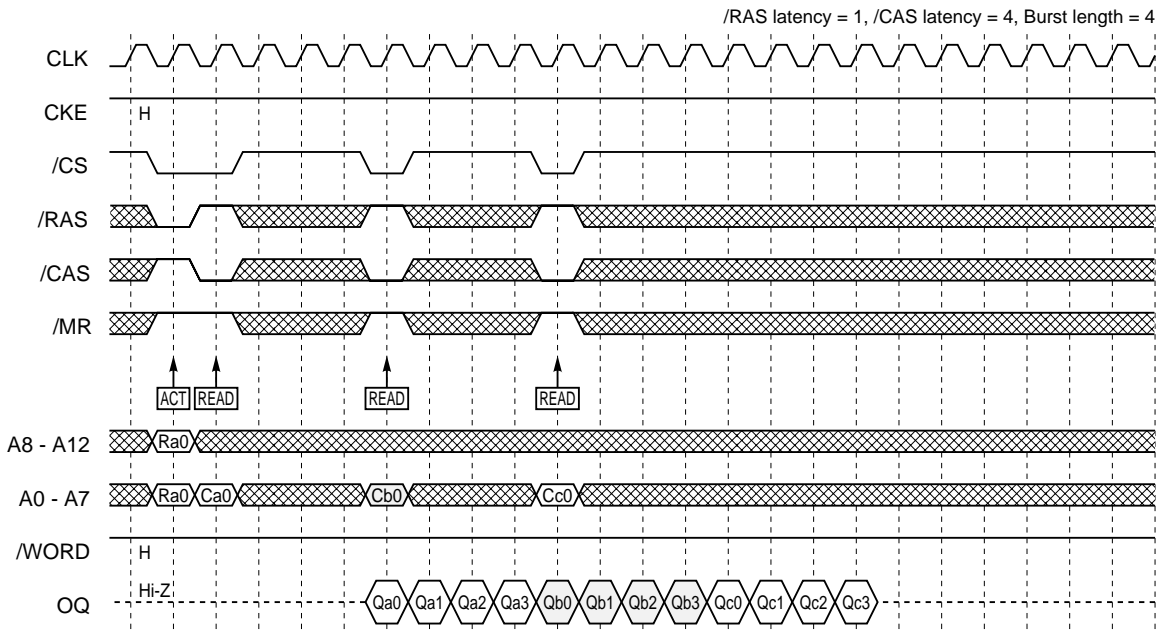 /RAS latency = 1, /CAS latency = 4, Burst length = 4
CLK
CKE H
/CS
/RAS
/CAS
/MR
ACT READ READ READ
A8 - A12 Ra0
A0 - A7 Ra0 Ca0 Cb0 Cc0
/WORD H
OQ Hi-Z Qa0 Qa1 Qa2 Qa3 Qb0 Qb1 Qb2 Qb3 Qc0 Qc1 Qc2 Qc3